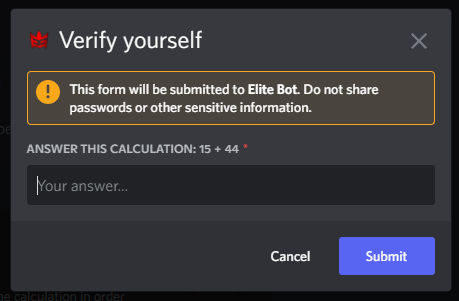 Verify yourself
This form will be submitted to Elite Bot. Do not share
passwords or other sensitive information.
ANSWER THIS CALCULATION: 15 + 44 *
Your answer...
Cancel
Submit
he calculation in order